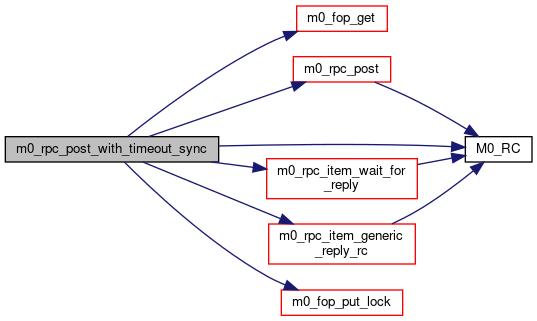 m0_fop_get
m0_rpc_post
m0_rpc_post_with_timeout_sync
M0_RC
m0_rpc_item_wait_for
_reply
m0_rpc_item_generic
_reply_rc
m0_fop_put_lock